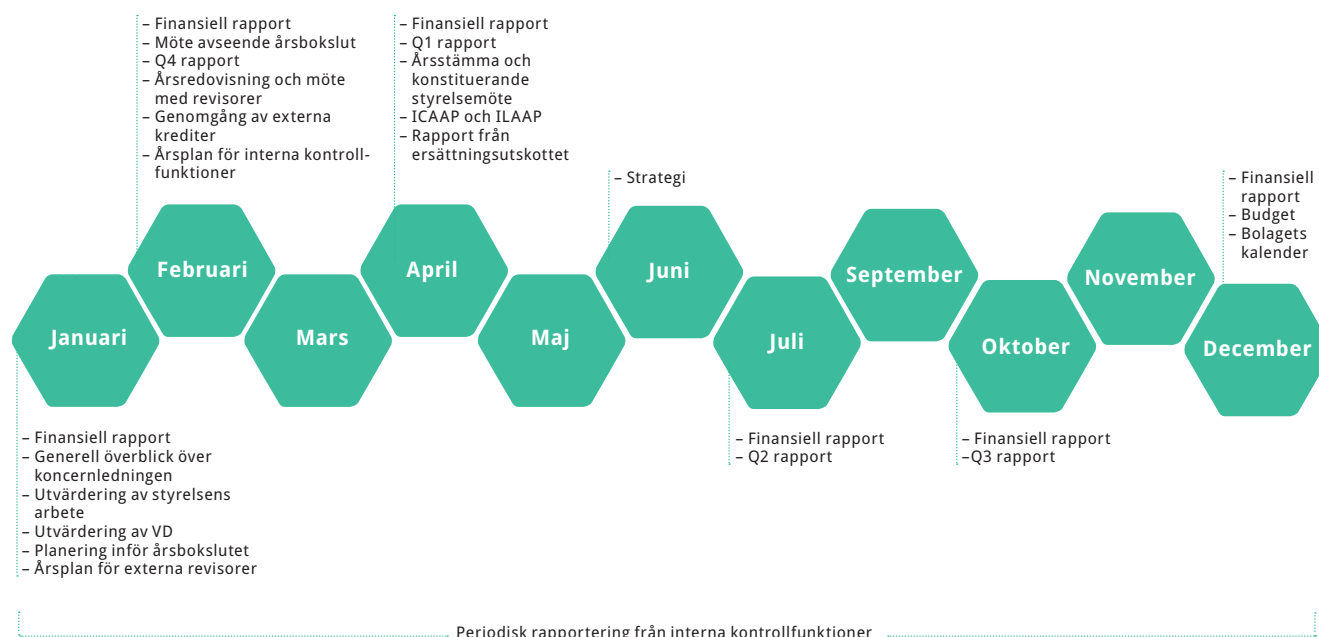 – Finansiell rapport
– Möte avseende årsbokslut
– Q4 rapport
– Årsredovisning och möte
med revisorer
– Genomgång av externa
krediter
– Årsplan för interna kontroll-
funktioner
– Finansiell rapport
– Q1 rapport
– Årsstämma och
konstituerande
styrelsemöte
– ICAAP och ILAAP
– Rapport från
ersättningsutskottet
– Strategi
– Finansiell
rapport
– Budget
– Bolagets
kalender
Januari
Februari
Mars
April
Maj
Juni
Juli
September
Oktober
November
December
– Finansiell rapport
– Generell överblick över
koncernledningen
– Utvärdering av styrelsens
arbete
– Utvärdering av VD
– Planering inför årsbokslutet
– Årsplan för externa revisorer
– Finansiell rapport
– Q2 rapport
– Finansiell rapport
–Q3 rapport
Periodisk rapportering från interna kontrollfunktioner